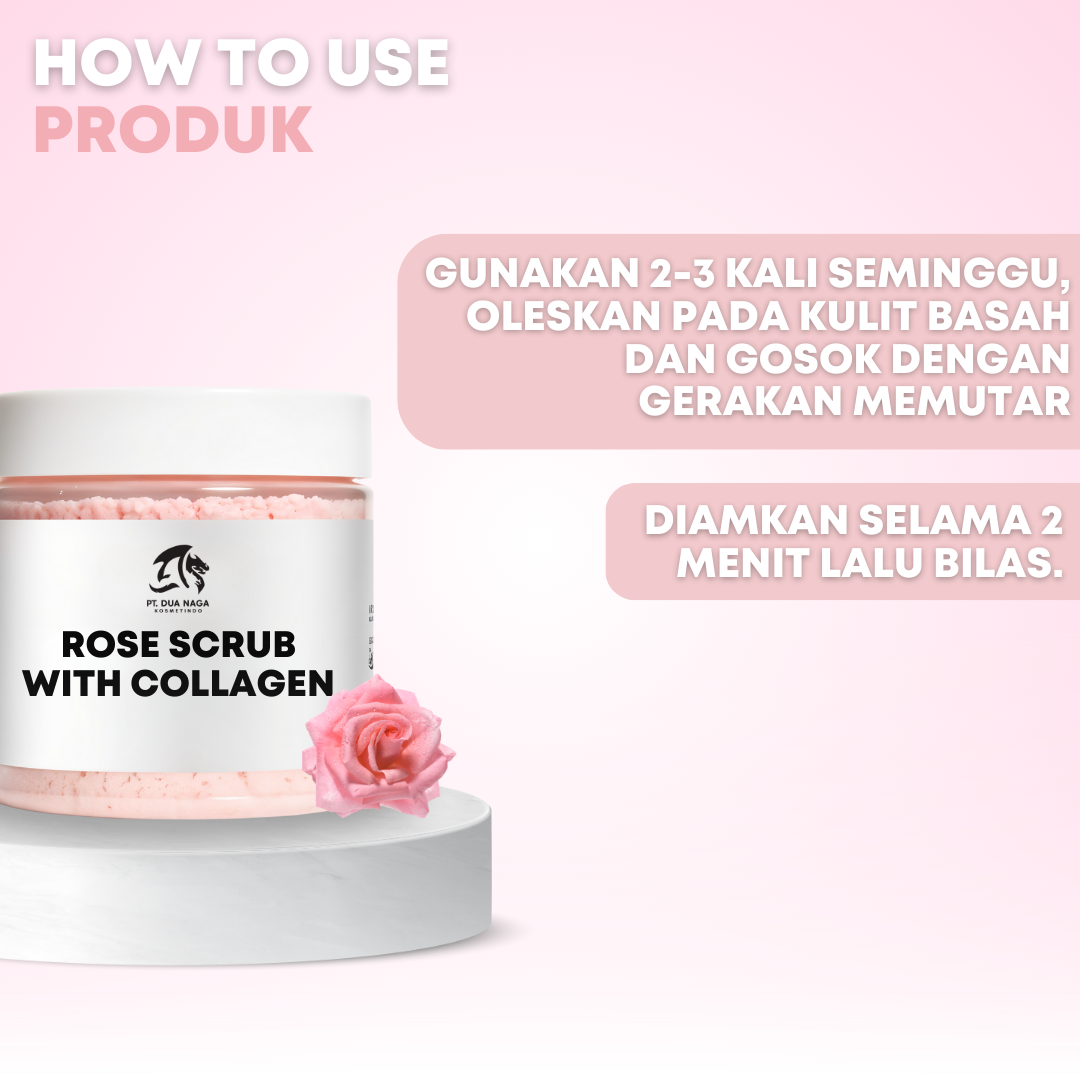 HOW TO USE
PRODUK
GUNAKAN 2-3 KALI SEMINGGU,
OLESKAN PADA KULIT BASAH
DAN GOSOK DENGAN
GERAKAN MEMUTAR
DIAMKAN SELAMA 2
MENIT LALU BILAS.
PT. DUA NAGA
KOSMETINDO
ROSE SCRUB
WITH COLLAGEN